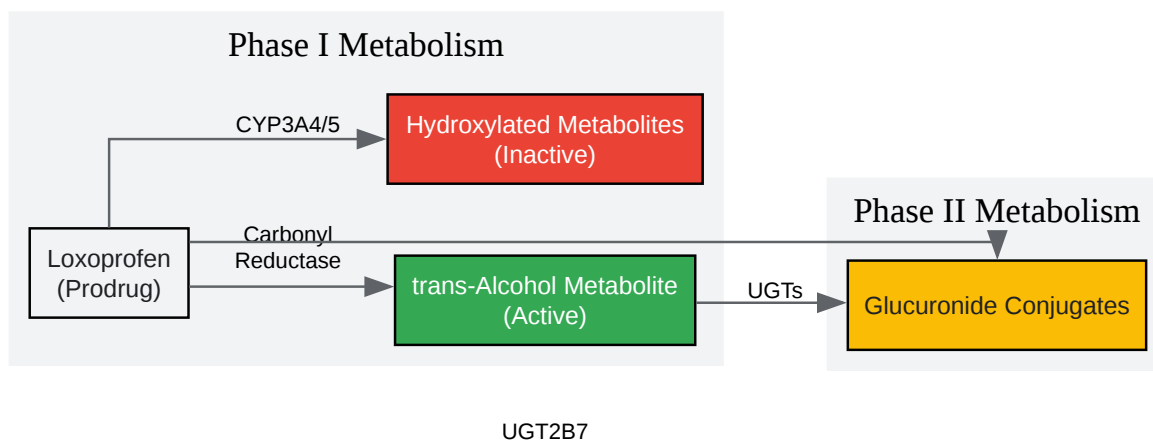 Phase I Metabolism
CYP3A4/5
Hydroxylated Metabolites
(Inactive)
Phase II Metabolism
Loxoprofen
(Prodrug)
Carbonyl
Reductase
trans-Alcohol Metabolite
(Active)
UGTs
Glucuronide Conjugates
UGT2B7